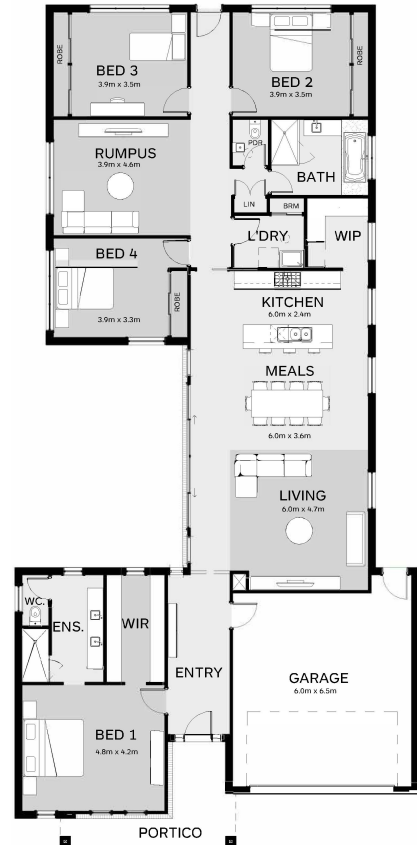 ROBE
BED 3
3.9m x 3.5m
BED 2
3.9m x 3.5m
ROBE
RUMPUS
3.9m x 4.6m
PDR
BATH
LIN
BRM
L'DRY
WIP
BED 4
3.9m x 3.3m
ROBE
KITCHEN
6.0m x 2.4m
MEALS
6.0m x 3.6m
LIVING
6.0m x 4.7m
WC.
ENS.
WIR
ENTRY
GARAGE
6.0m x 6.5m
BED 1
4.8m x 4.2m
PORTICO